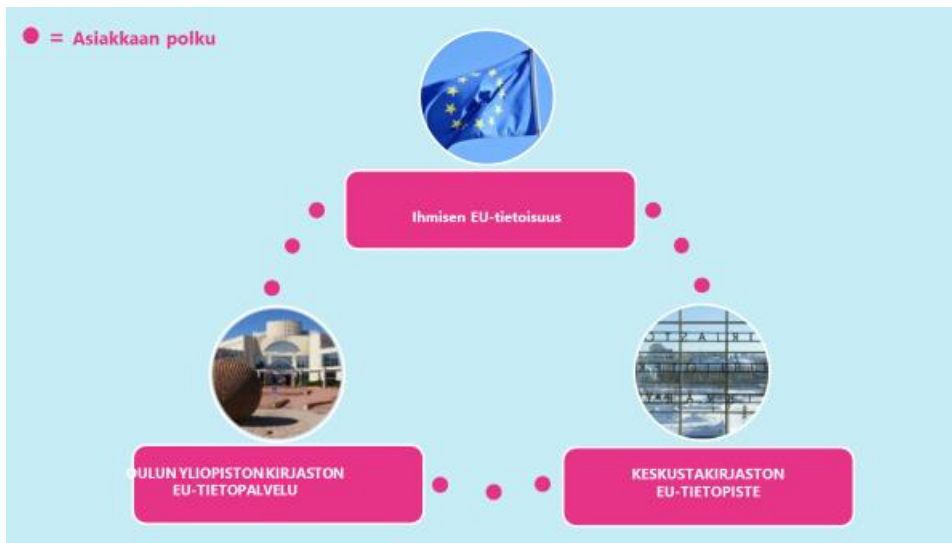 = Asiakkaan polku
Ihmisen EU-tietoisuus
OULUN YLIOPISTON KIRJASTON
EU-TIETOPALVELU
KESKUSTAKIRJASTON
EU-TIETOPISTE